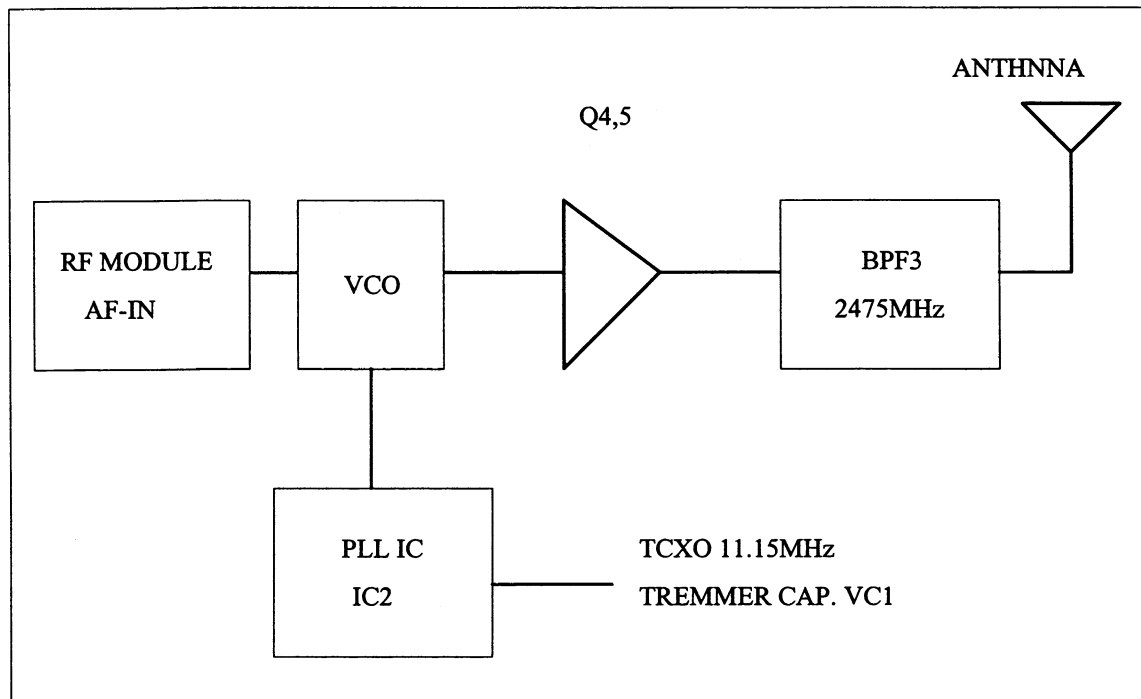 ANTHNNA
Q4,5
RF MODULE
AF-IN
VCO
BPF3
2475MHz
PLL IC
IC2
TCXO 11.15MHz
TREMMER CAP. VC1